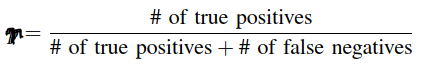 =
# of true positives
# of true positives + # of false negatives